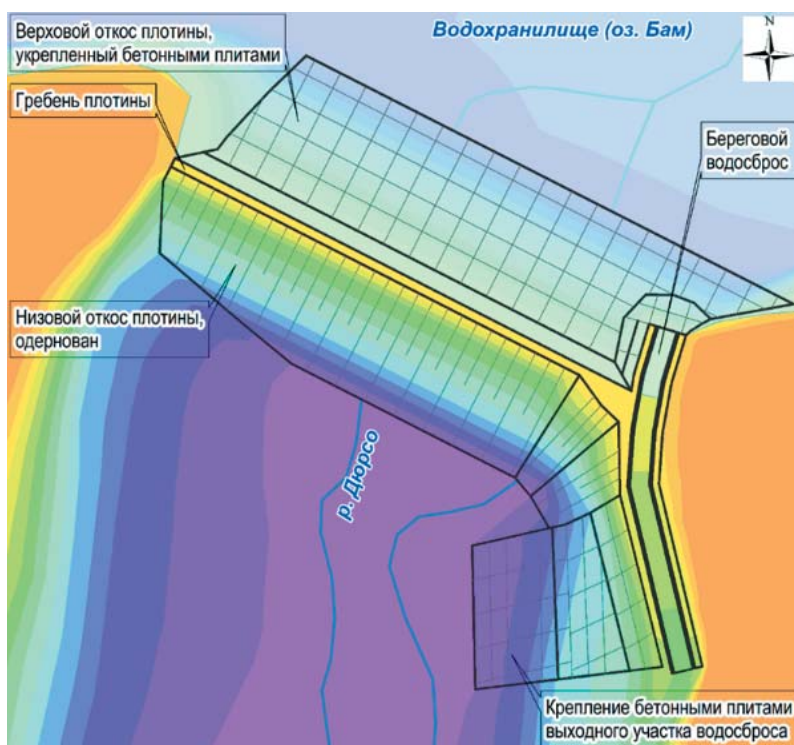 Верховой откос плотины,
укрепленный бетонными плитами
Водохранилище (оз. Бам)
N
Гребень плотины
Береговой
водосброс
Низовой откос плотины,
одернован
р. Дюрсо
Крепление бетонными плитами
выходного участка водосброса